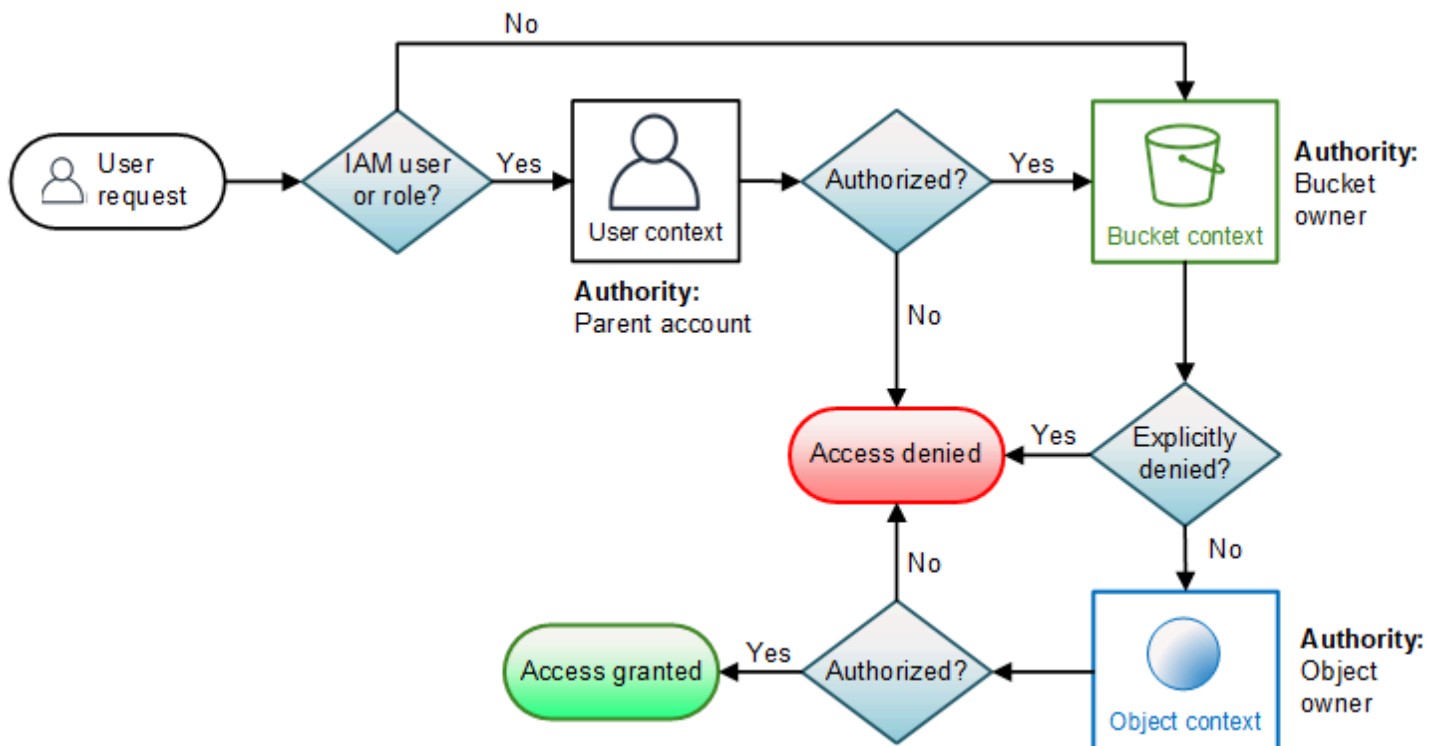 No
User
request
IAM user
or role?
Yes
User context
Authority:
Parent account
Authorized?
Yes
No
Bucket context
Authority:
Bucket
owner
Access denied
Yes
Explicitly
denied?
No
No
Access granted
Yes
Authorized?
Object context
Authority:
Object
owner